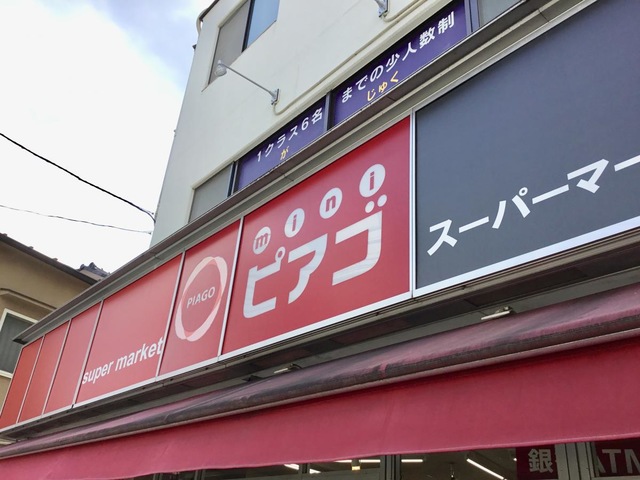 1クラス6名
までの少人数制
が
じゅく
mini
ピアゴ
PIAGO
super market
スーパーマー
銀
ATM